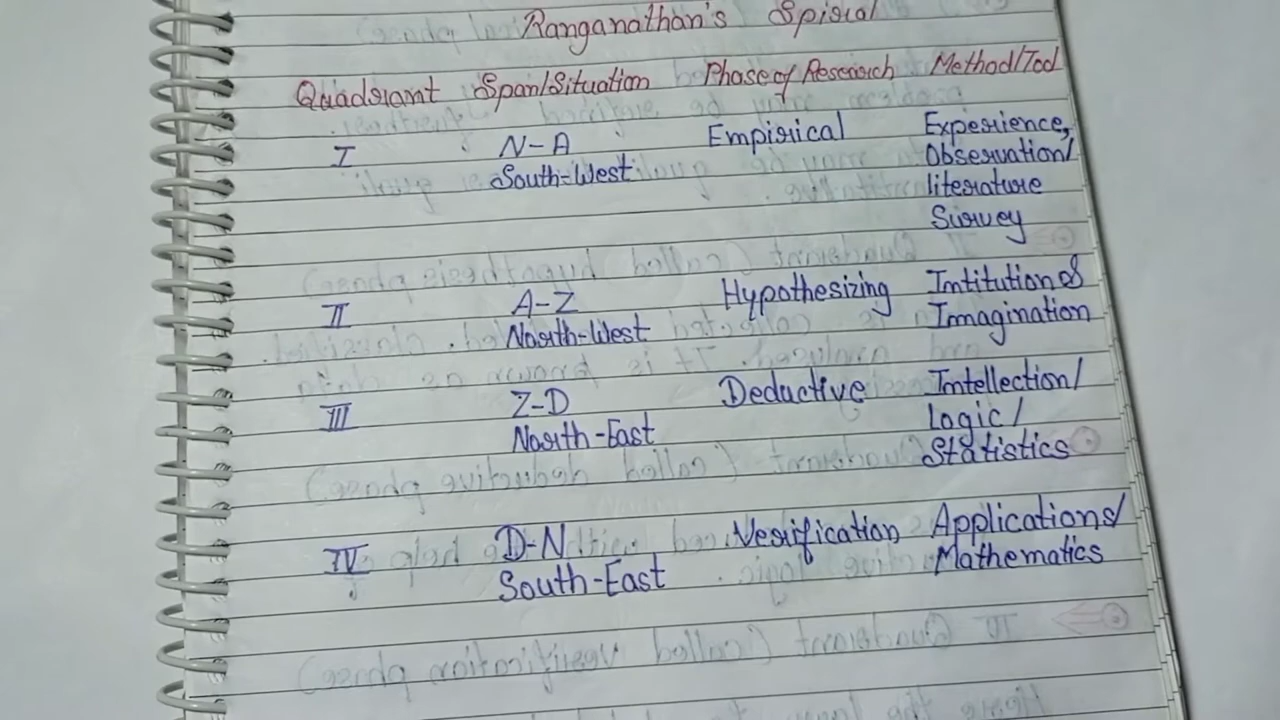 Ranganathan's Spiral
Quadrant Span/Situation Phase of Research Method/Tool
I N-A Empirical Experience,
South-West Observation/
literature
Survey
II A-Z Hypothesizing Intitution &
North-West Imagination
III Z-D Deductive Intellection/
North-East Logic/
Statistics
IV D-N Verification Applications/
South-East Mathematics